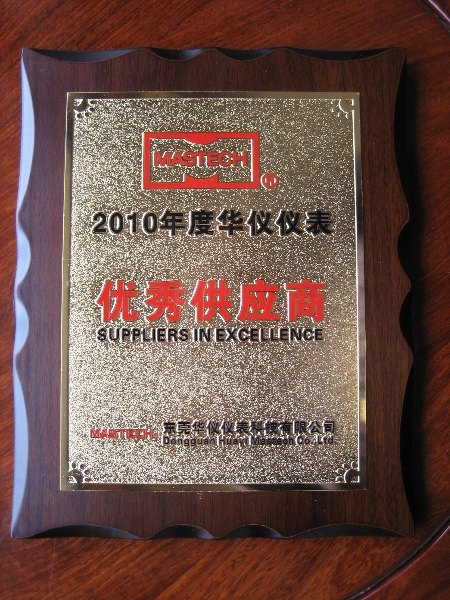 MASTECH®
2010年度华仪仪表
优秀供应商
SUPPLIERS IN EXCELLENCE
MASTECH® 东莞华仪仪表科技有限公司
Dongguan Huayi Mastech Co.,Ltd.